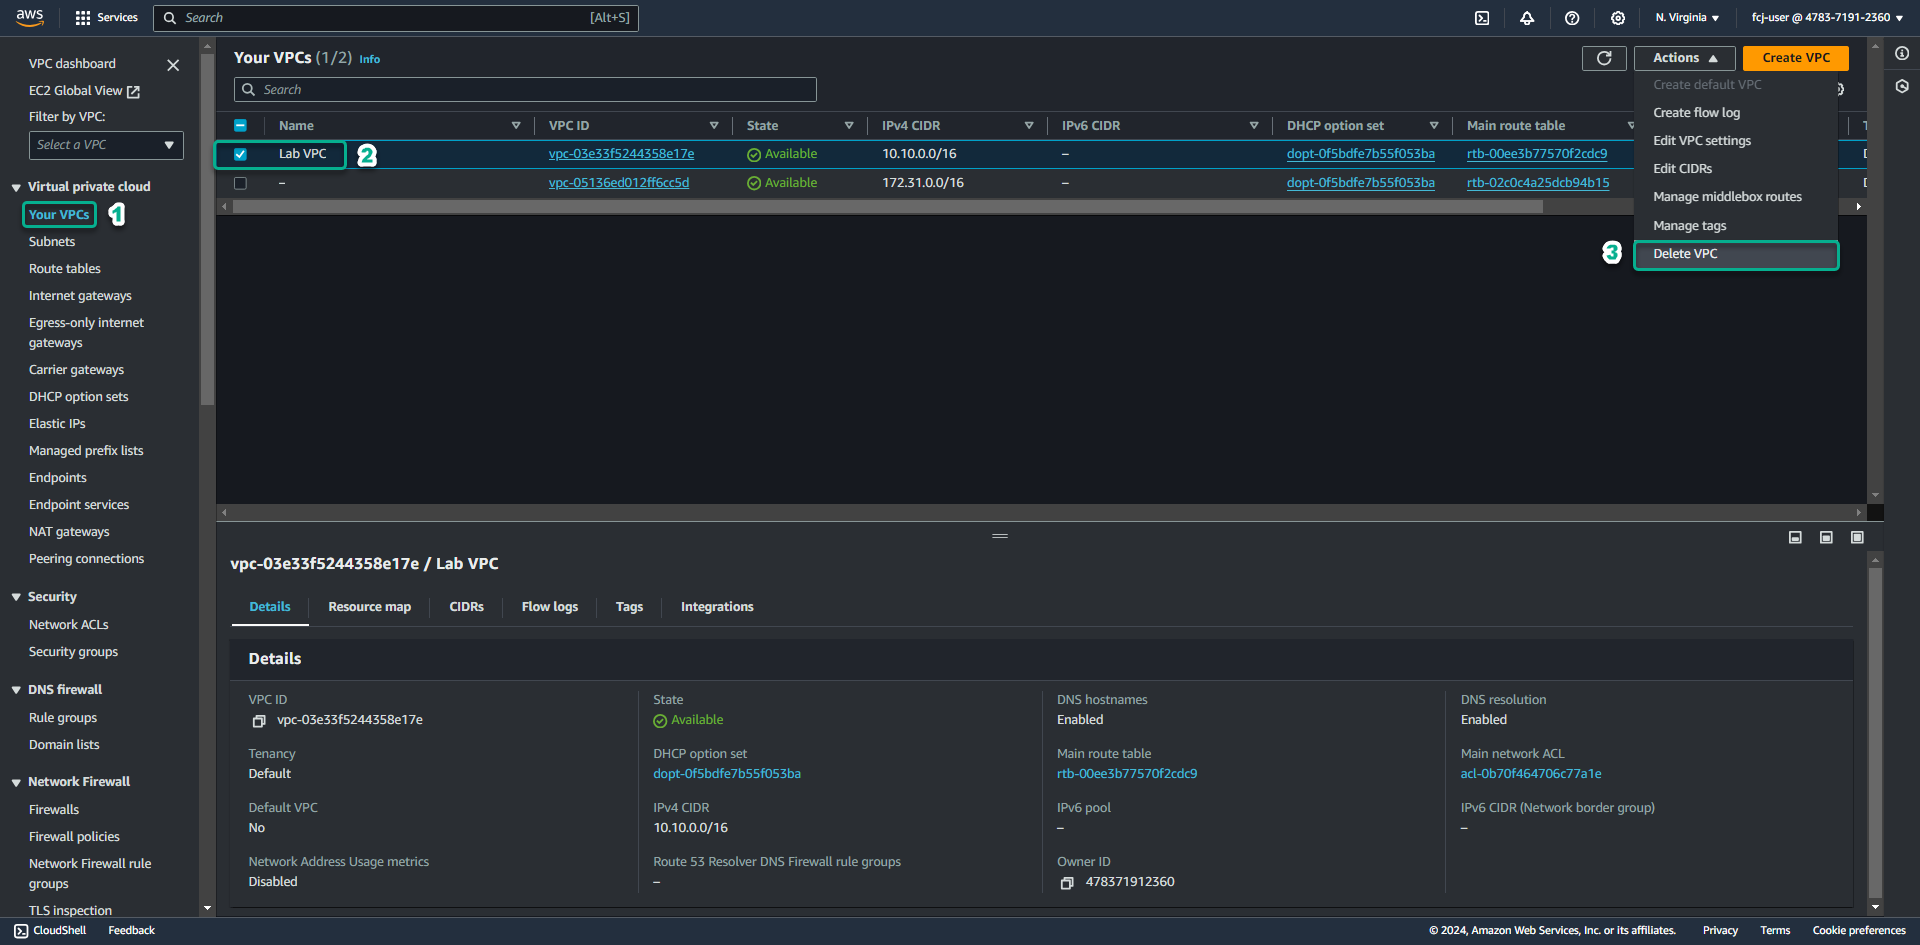 aws Services Search [Alt+S] N. Virginia fcj-user @ 4783-7191-2360
VPC dashboard
EC2 Global View
Filter by VPC:
Select a VPC
Virtual private cloud
Your VPCs 1
Subnets
Route tables
Internet gateways
Egress-only internet
gateways
Carrier gateways
DHCP option sets
Elastic IPs
Managed prefix lists
Endpoints
Endpoint services
NAT gateways
Peering connections
Security
Network ACLs
Security groups
DNS firewall
Rule groups
Domain lists
Network Firewall
Firewalls
Firewall policies
Network Firewall rule
groups
TLS inspection
Your VPCs (1/2) Info
Actions Create VPC
Search
Name VPC ID State IPv4 CIDR IPv6 CIDR DHCP option set Main route table
Lab VPC 2 vpc-03e33f5244358e17e Available 10.10.0.0/16 – dopt-0f5bdfe7b55f053ba rtb-00ee3b77570f2cdc9
– vpc-05136ed012ff6cc5d Available 172.31.0.0/16 – dopt-0f5bdfe7b55f053ba rtb-02c0c4a25dcb94b15
Create default VPC
Create flow log
Edit VPC settings
Edit CIDRs
Manage middlebox routes
Manage tags
3 Delete VPC
vpc-03e33f5244358e17e / Lab VPC
Details Resource map CIDRs Flow logs Tags Integrations
Details
VPC ID State DNS hostnames DNS resolution
vpc-03e33f5244358e17e Available Enabled Enabled
Tenancy DHCP option set Main route table Main network ACL
Default dopt-0f5bdfe7b55f053ba rtb-00ee3b77570f2cdc9 acl-0b70f464706c77a1e
Default VPC IPv4 CIDR IPv6 pool IPv6 CIDR (Network border group)
No 10.10.0.0/16 – –
Network Address Usage metrics Route 53 Resolver DNS Firewall rule groups Owner ID
Disabled – 478371912360
CloudShell Feedback © 2024, Amazon Web Services, Inc. or its affiliates. Privacy Terms Cookie preferences